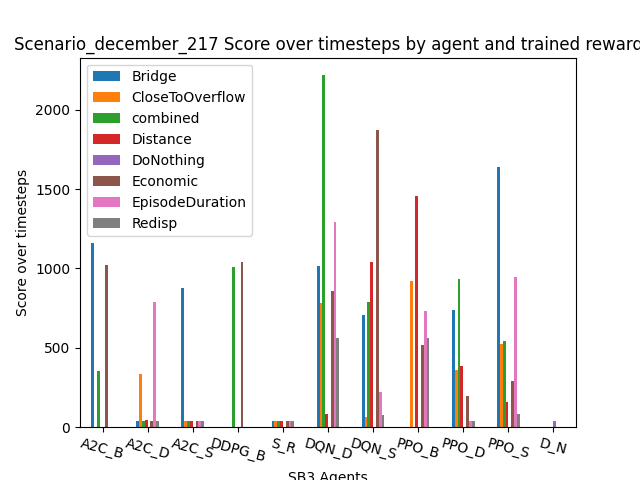 Scenario_december_217 Score over timesteps by agent and trained reward
Bridge
CloseToOverflow
combined
Distance
DoNothing
Economic
EpisodeDuration
Redisp
Score over timesteps
2000
1500
1000
500
0
A2C_B
A2C_D
A2C_S
DDPG_B
S_R
DQN_D
DQN_S
PPO_B
PPO_D
PPO_S
D_N
SB3 Agents